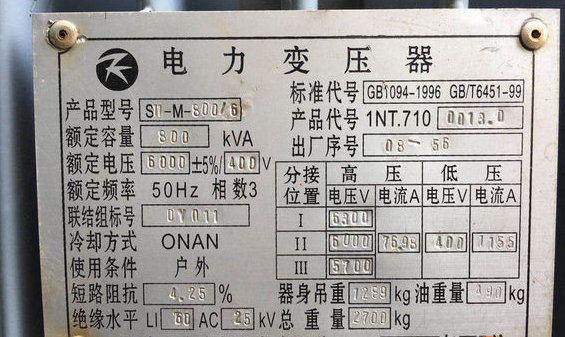 电力变压器
标准代号 GB1094-1996 GB/T6451-99
产品型号 S11-M-800/6
产品代号 1NT.710 0013.0
额定容量 800 kVA
出厂序号 08-56
额定电压 6000 ±5%/ 400 V
额定频率 50Hz 相数3
联结组标号 DY011
冷却方式 ONAN
使用条件 户外
短路阻抗 4.25 %
绝缘水平 LI 60 AC 25 kV
分接位置 高压 低压
电压V 电流A 电压V 电流A
I 6300
II 6000 76.98 400 1155
III 5700
器身吊重 1289 kg 油重量 490 kg
总重量 2700 kg